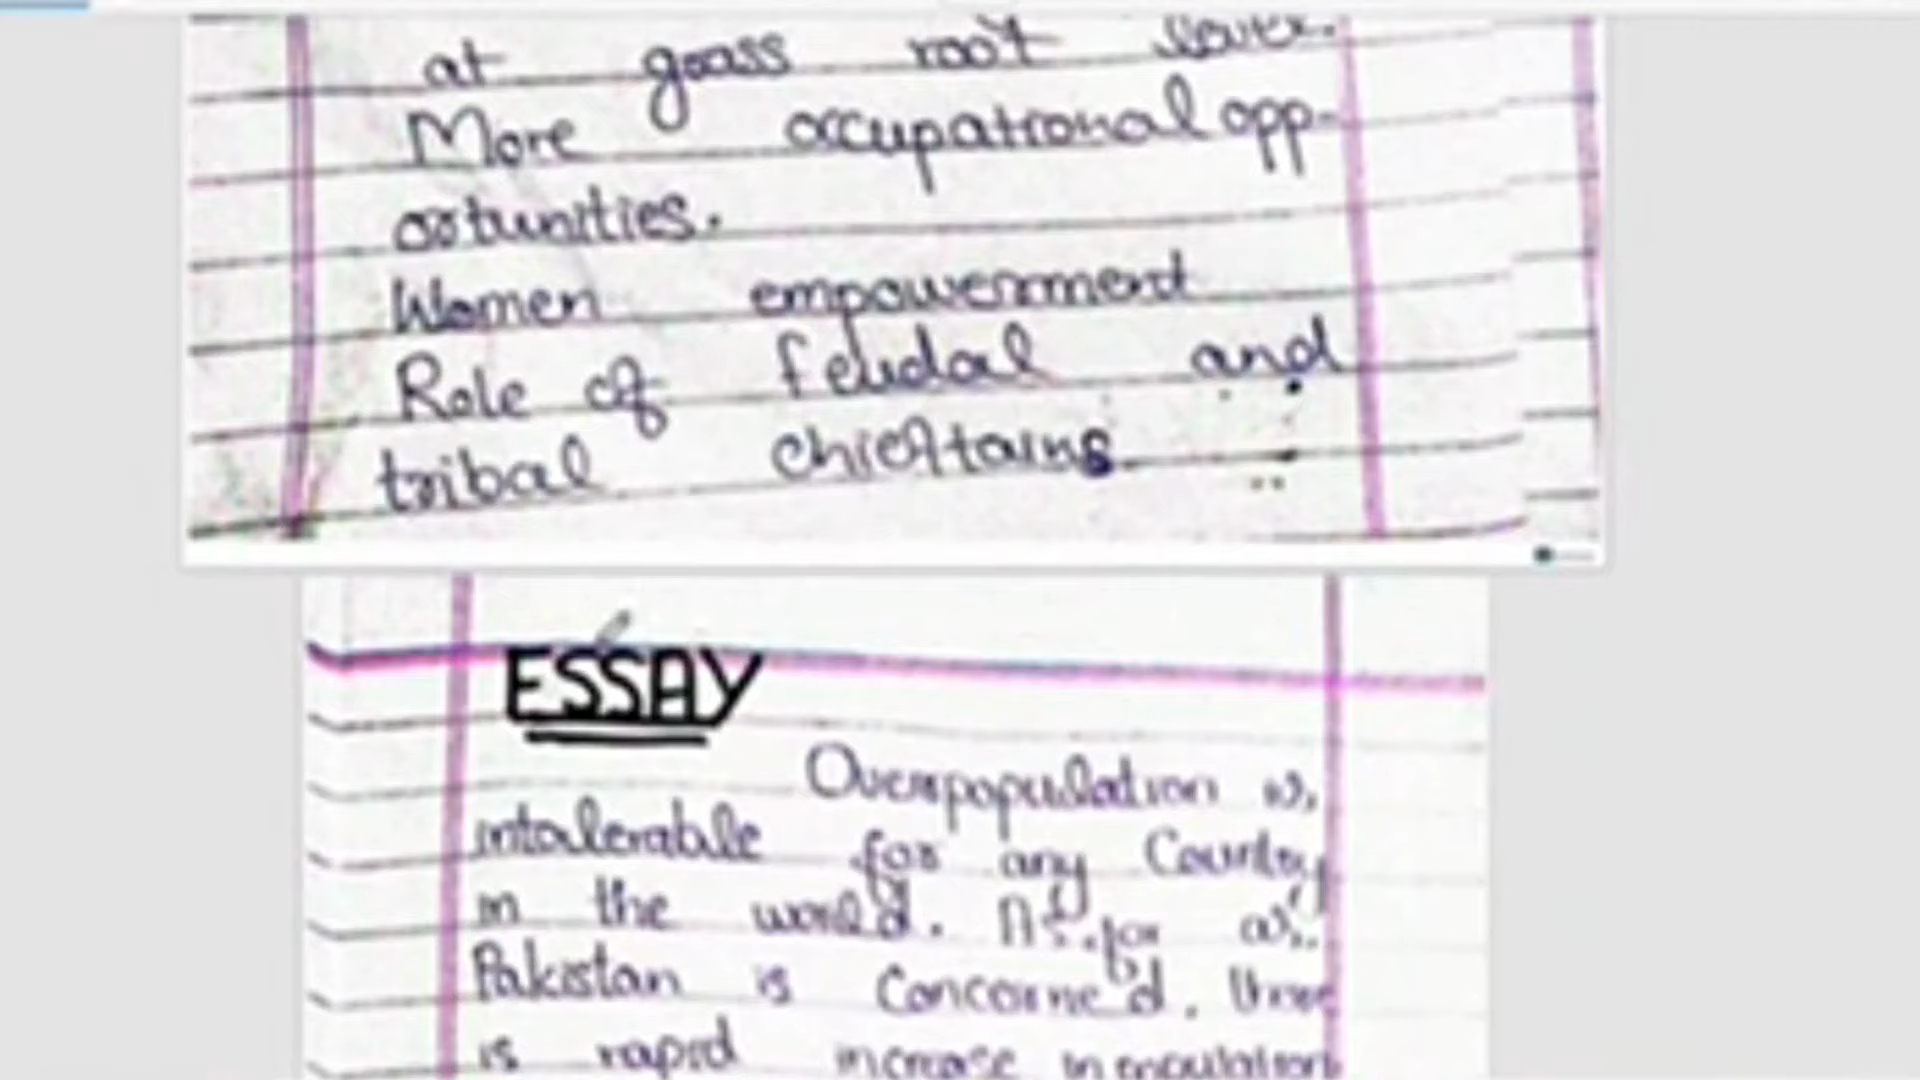 at grass root level.
More occupational opp-
ortunities.
Women empowerment
Role of feudal and
tribal chieftains
ESSAY
Overpopulation is
intolerable for any Country
in the world. As for as
Pakistan is Concerned, there
is rapid increase in population